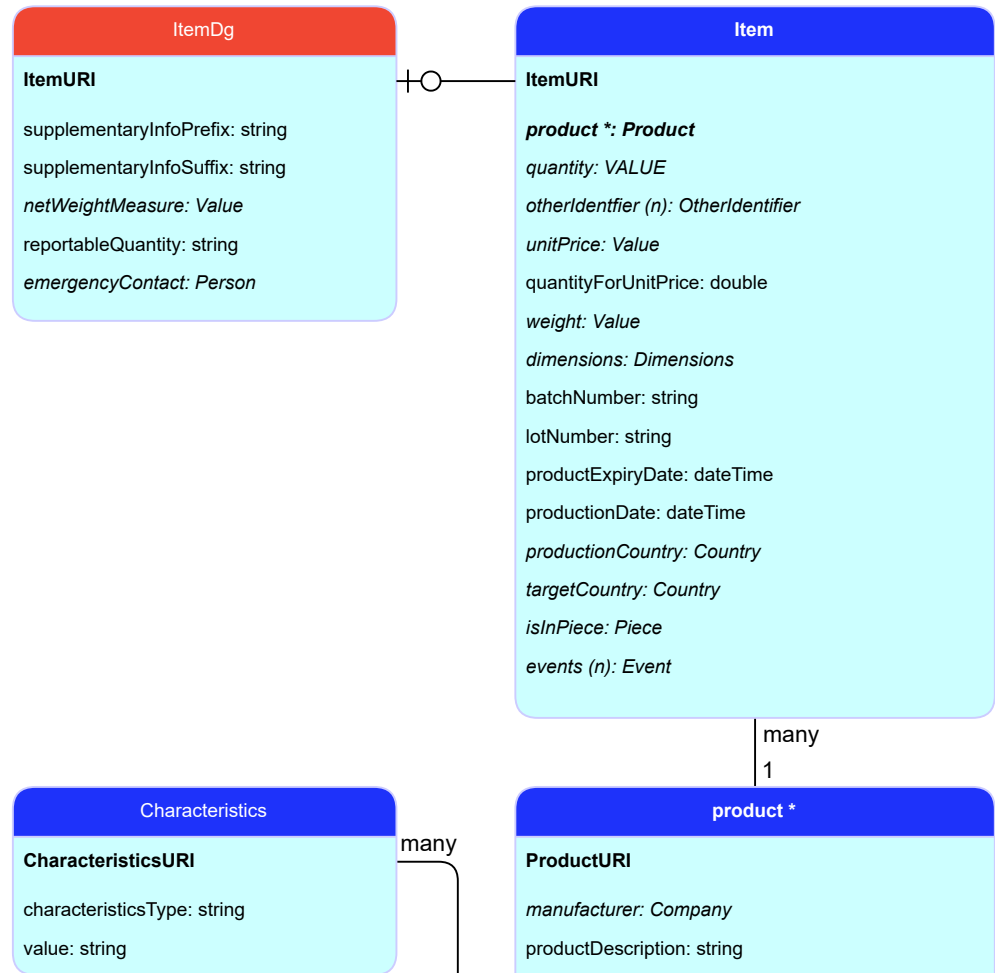 ItemDg
ItemURI
supplementaryInfoPrefix: string
supplementaryInfoSuffix: string
netWeightMeasure: Value
reportableQuantity: string
emergencyContact: Person
Item
ItemURI
product *: Product
quantity: VALUE
otherIdentfier (n): OtherIdentifier
unitPrice: Value
quantityForUnitPrice: double
weight: Value
dimensions: Dimensions
batchNumber: string
lotNumber: string
productExpiryDate: dateTime
productionDate: dateTime
productionCountry: Country
targetCountry: Country
isInPiece: Piece
events (n): Event
many
1
Characteristics
CharacteristicsURI
characteristicsType: string
value: string
many
product *
ProductURI
manufacturer: Company
productDescription: string